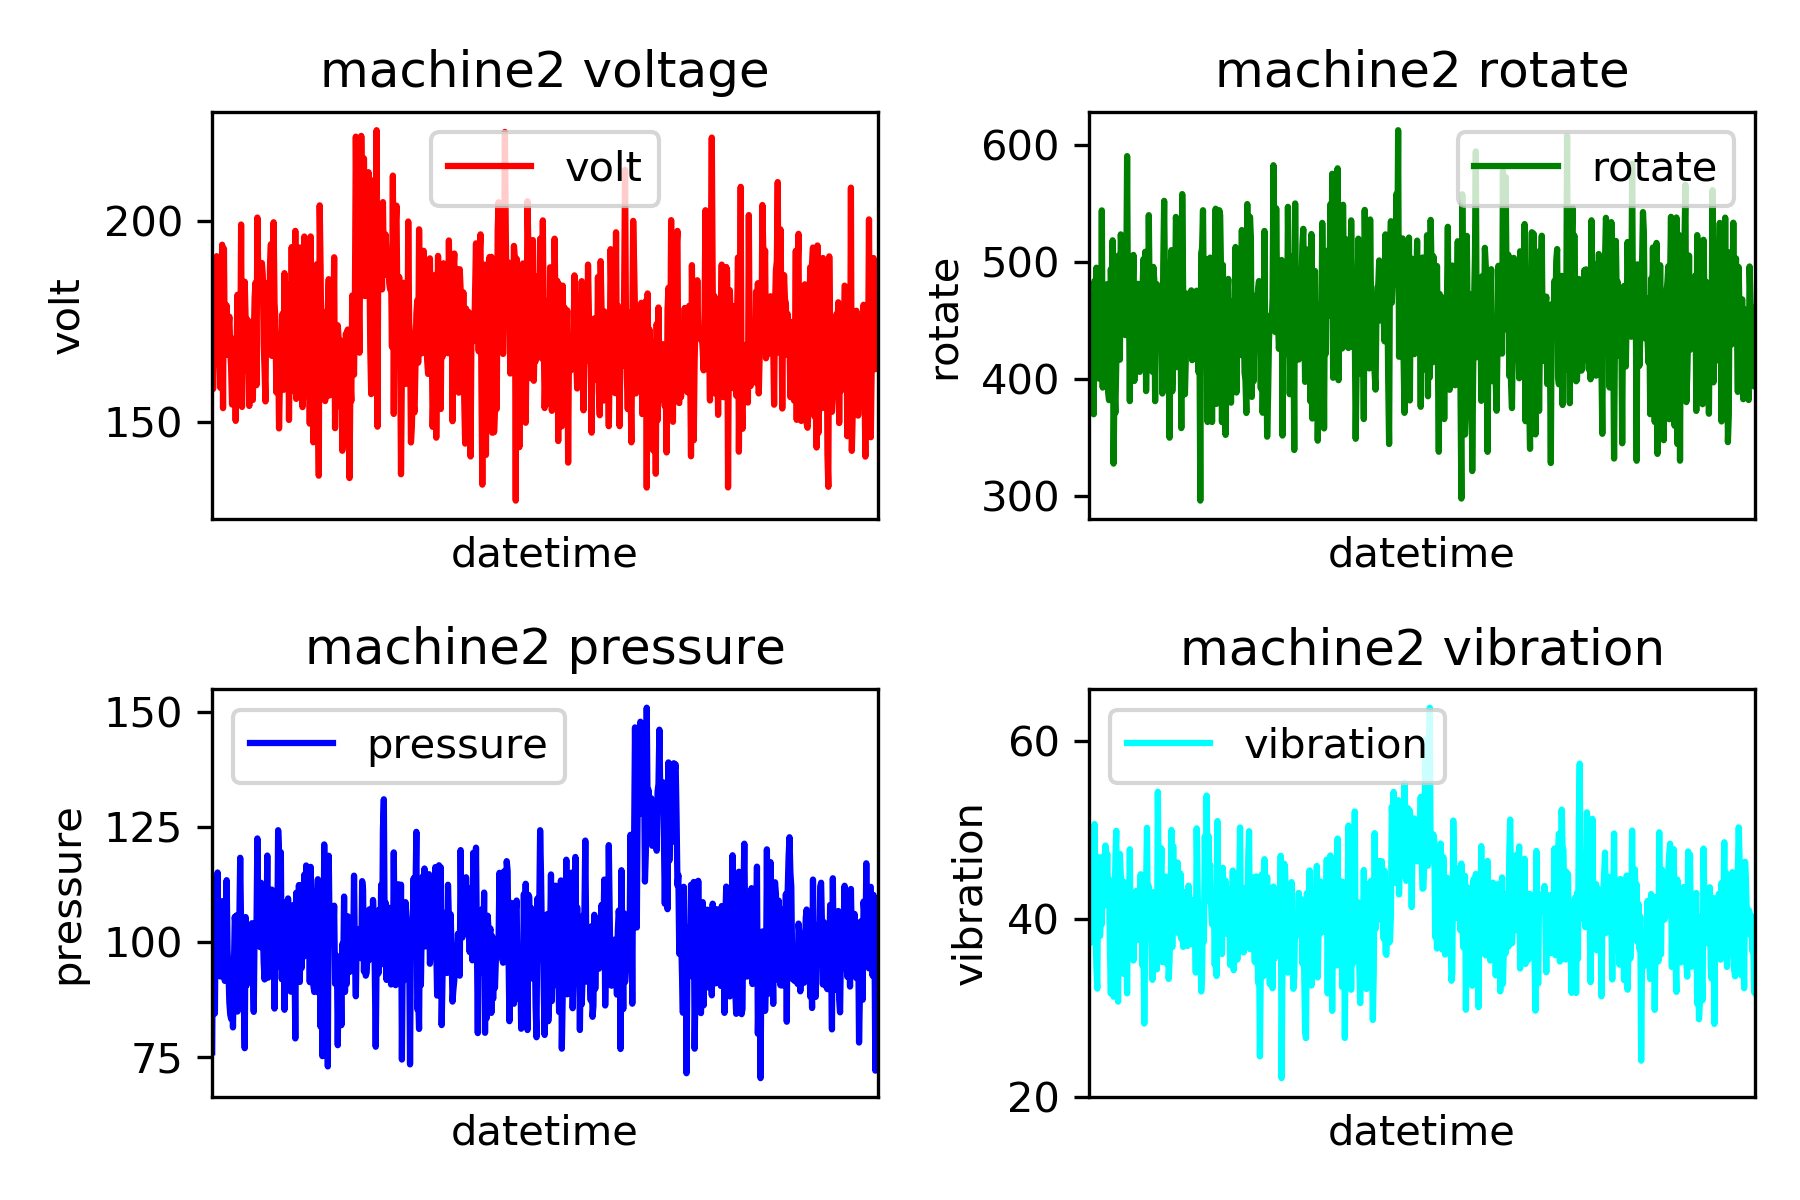 machine2 voltage
volt
200
150
volt
datetime
machine2 rotate
rotate
600
500
400
300
rotate
datetime
machine2 pressure
pressure
150
125
100
75
pressure
datetime
machine2 vibration
vibration
60
40
20
vibration
datetime